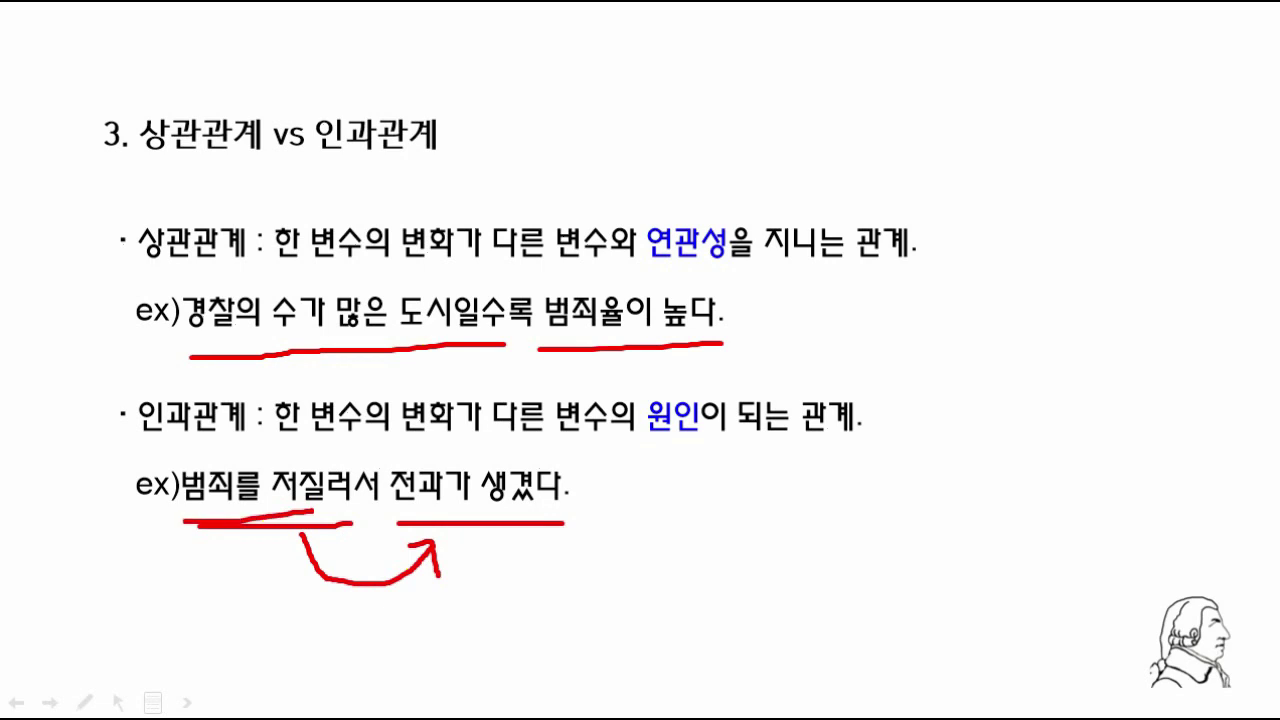 3. 상관관계 vs 인과관계
· 상관관계 : 한 변수의 변화가 다른 변수와 연관성을 지니는 관계.
ex)경찰의 수가 많은 도시일수록 범죄율이 높다.
· 인과관계 : 한 변수의 변화가 다른 변수의 원인이 되는 관계.
ex)범죄를 저질러서 전과가 생겼다.